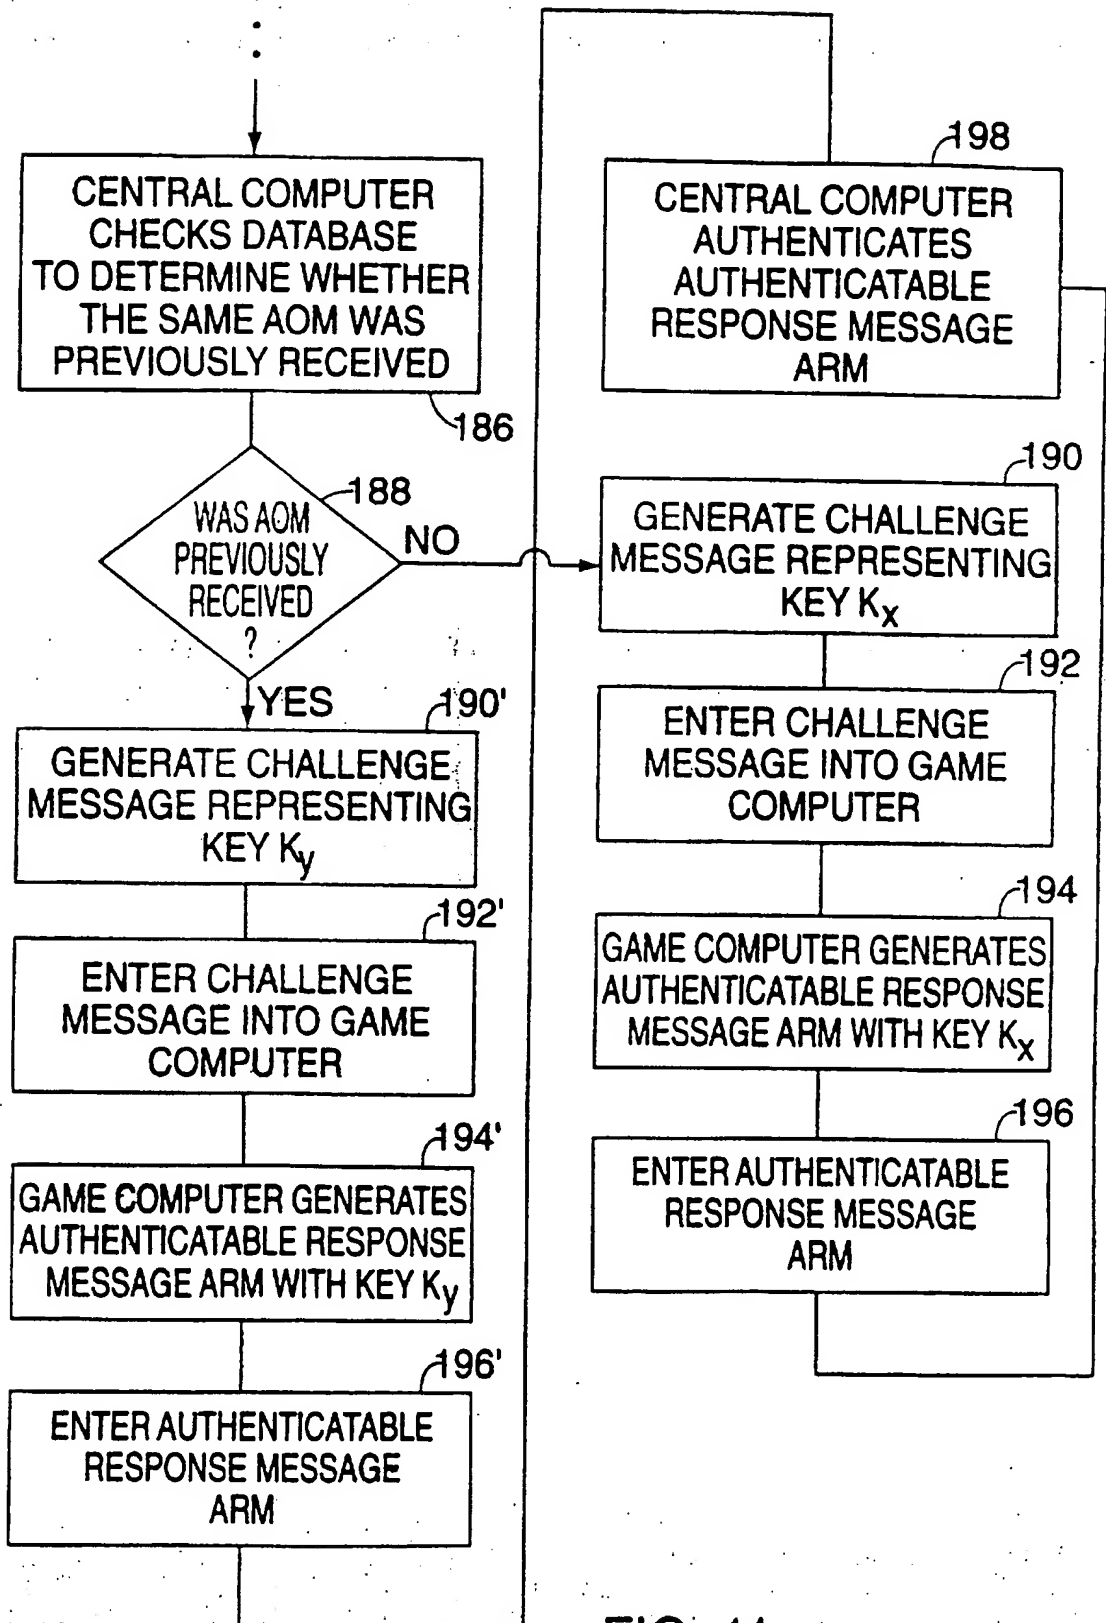 CENTRAL COMPUTER
CHECKS DATABASE
TO DETERMINE WHETHER
THE SAME AOM WAS
PREVIOUSLY RECEIVED
186
188
WAS AOM
PREVIOUSLY
RECEIVED
?
NO
YES
190'
GENERATE CHALLENGE
MESSAGE REPRESENTING
KEY Ky
192'
ENTER CHALLENGE
MESSAGE INTO GAME
COMPUTER
194'
GAME COMPUTER GENERATES
AUTHENTICATABLE RESPONSE
MESSAGE ARM WITH KEY Ky
196'
ENTER AUTHENTICATABLE
RESPONSE MESSAGE
ARM
198
CENTRAL COMPUTER
AUTHENTICATES
AUTHENTICATABLE
RESPONSE MESSAGE
ARM
190
GENERATE CHALLENGE
MESSAGE REPRESENTING
KEY Kx
192
ENTER CHALLENGE
MESSAGE INTO GAME
COMPUTER
194
GAME COMPUTER GENERATES
AUTHENTICATABLE RESPONSE
MESSAGE ARM WITH KEY Kx
196
ENTER AUTHENTICATABLE
RESPONSE MESSAGE
ARM